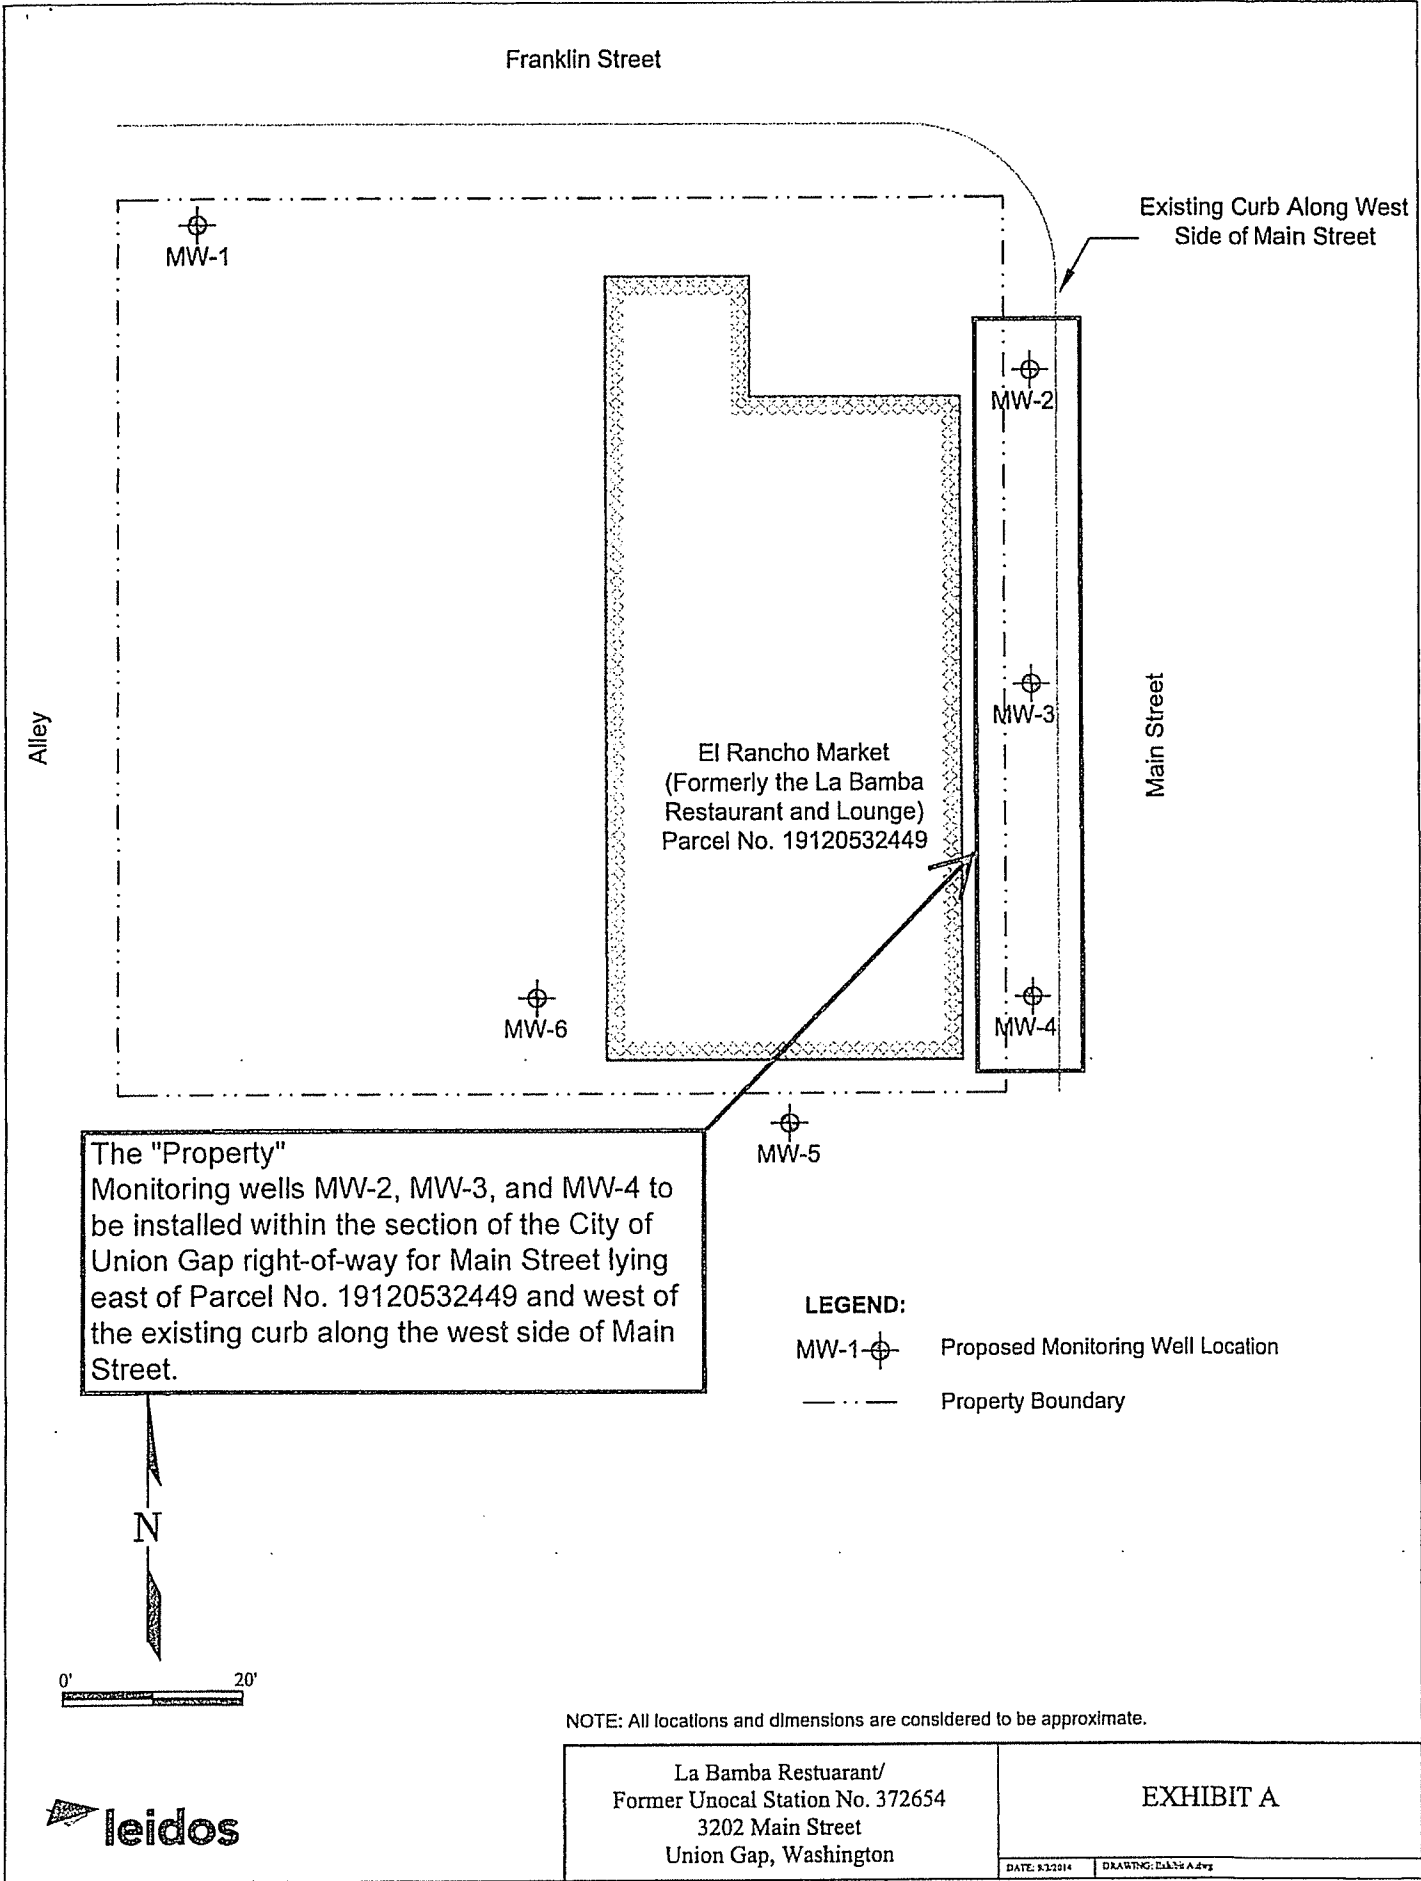 Franklin Street
Existing Curb Along West
Side of Main Street
MW-1
MW-2
MW-3
Alley
Main Street
El Rancho Market
(Formerly the La Bamba
Restaurant and Lounge)
Parcel No. 19120532449
MW-6
MW-4
MW-5
The "Property"
Monitoring wells MW-2, MW-3, and MW-4 to
be installed within the section of the City of
Union Gap right-of-way for Main Street lying
east of Parcel No. 19120532449 and west of
the existing curb along the west side of Main
Street.
LEGEND:
MW-1 Proposed Monitoring Well Location
Property Boundary
N
0' 20'
NOTE: All locations and dimensions are considered to be approximate.
leidos
La Bamba Restuarant/
Former Unocal Station No. 372654
3202 Main Street
Union Gap, Washington
EXHIBIT A
DATE: 
DRAWING: Exhibit A.dwg